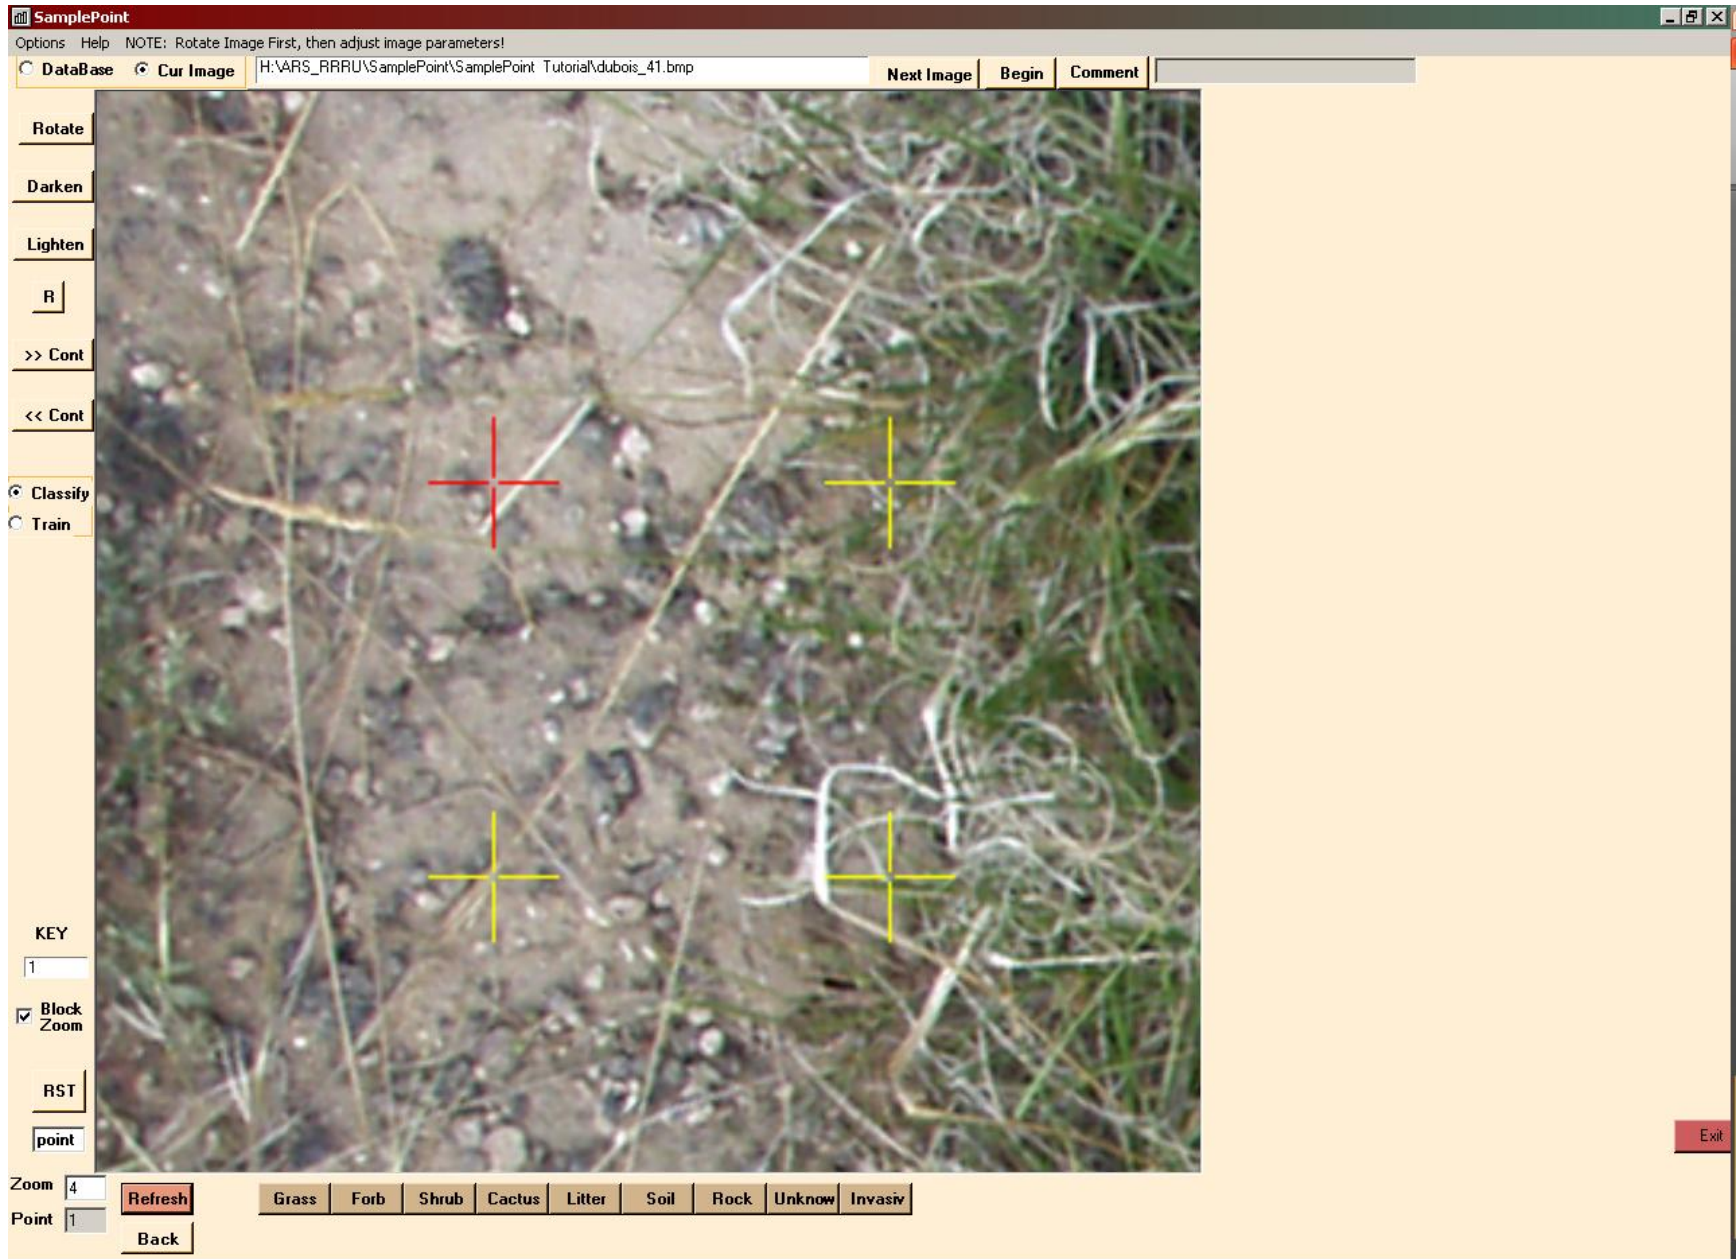 SamplePoint
Options Help NOTE: Rotate Image First, then adjust image parameters!
DataBase Cur Image H:\ARS_RRRU\SamplePoint\SamplePoint Tutorial\dubois_41.bmp Next Image Begin Comment
Rotate
Darken
Lighten
R
>> Cont
<< Cont
Classify
Train
KEY
1
Block
Zoom
RST
point
Exit
Zoom 4 Refresh Grass Forb Shrub Cactus Litter Soil Rock Unknow Invasiv
Point 1
Back